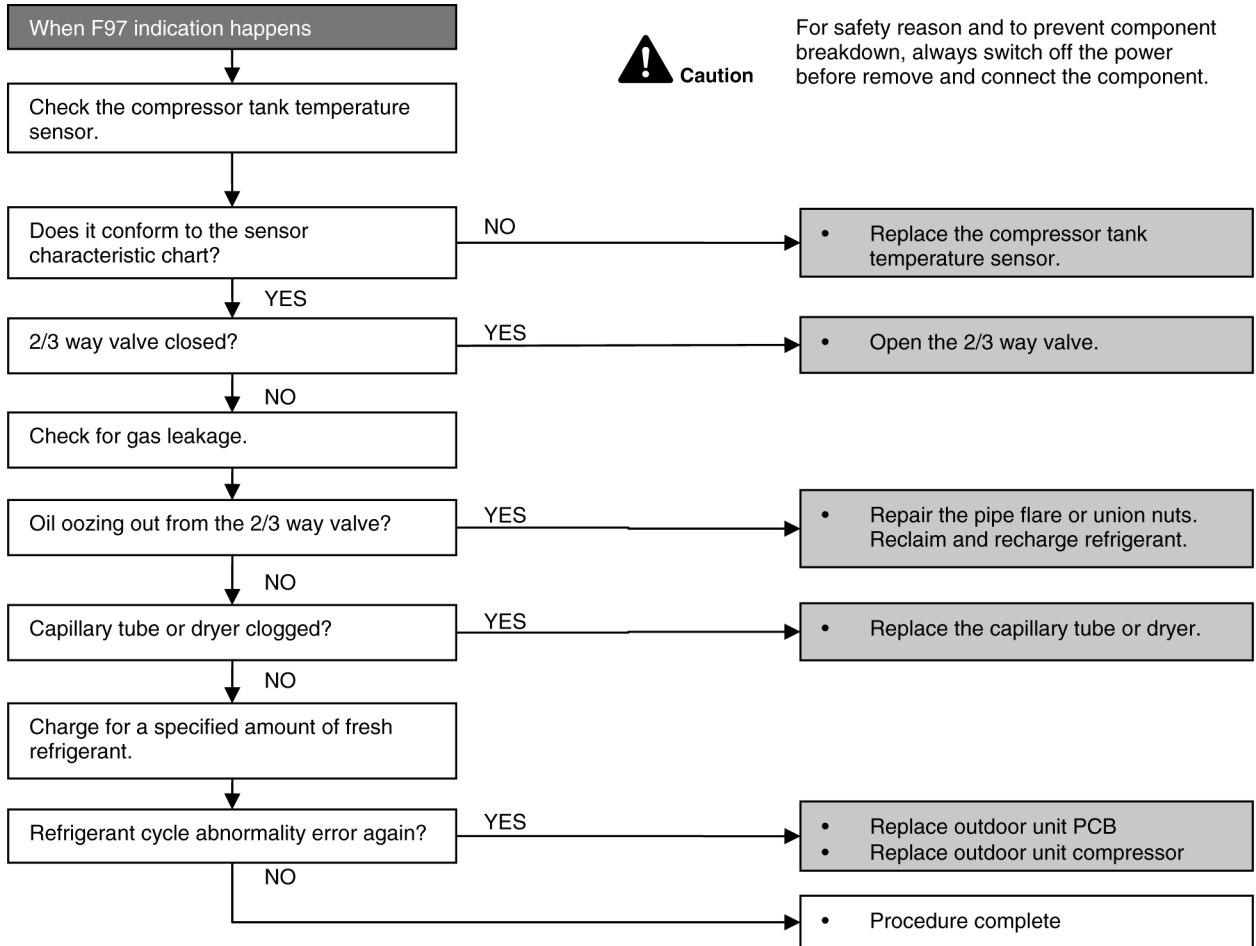 When F97 indication happens
Caution
For safety reason and to prevent component
breakdown, always switch off the power
before remove and connect the component.
Check the compressor tank temperature
sensor.
Does it conform to the sensor
characteristic chart?
NO
• Replace the compressor tank
temperature sensor.
YES
2/3 way valve closed?
YES
• Open the 2/3 way valve.
NO
Check for gas leakage.
Oil oozing out from the 2/3 way valve?
YES
• Repair the pipe flare or union nuts.
Reclaim and recharge refrigerant.
NO
Capillary tube or dryer clogged?
YES
• Replace the capillary tube or dryer.
NO
Charge for a specified amount of fresh
refrigerant.
Refrigerant cycle abnormality error again?
YES
• Replace outdoor unit PCB
• Replace outdoor unit compressor
NO
• Procedure complete